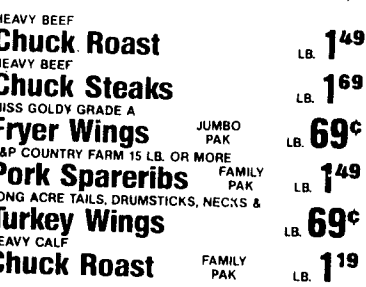 HEAVY BEEF
Chuck Roast LB. 1 49
HEAVY BEEF
Chuck Steaks LB. 1 69
MISS GOLDY GRADE A
Fryer Wings JUMBO PAK LB. 69¢
A&P COUNTRY FARM 15 LB. OR MORE
Pork Spareribs FAMILY PAK LB. 1 49
LONG ACRE TAILS, DRUMSTICKS, NECKS &
Turkey Wings LB. 69¢
HEAVY CALF
Chuck Roast FAMILY PAK LB. 1 19